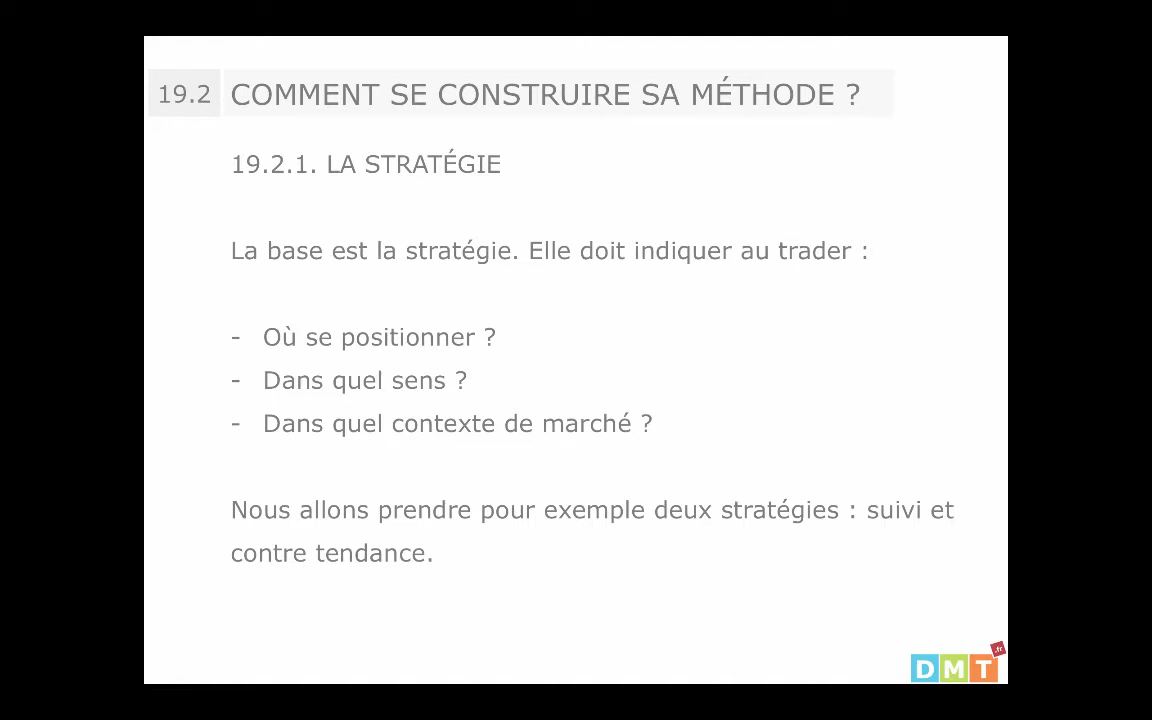 19.2 COMMENT SE CONSTRUIRE SA MÉTHODE ?
19.2.1. LA STRATÉGIE
La base est la stratégie. Elle doit indiquer au trader :
- Où se positionner ?
- Dans quel sens ?
- Dans quel contexte de marché ?
Nous allons prendre pour exemple deux stratégies : suivi et
contre tendance.
DMT.fr